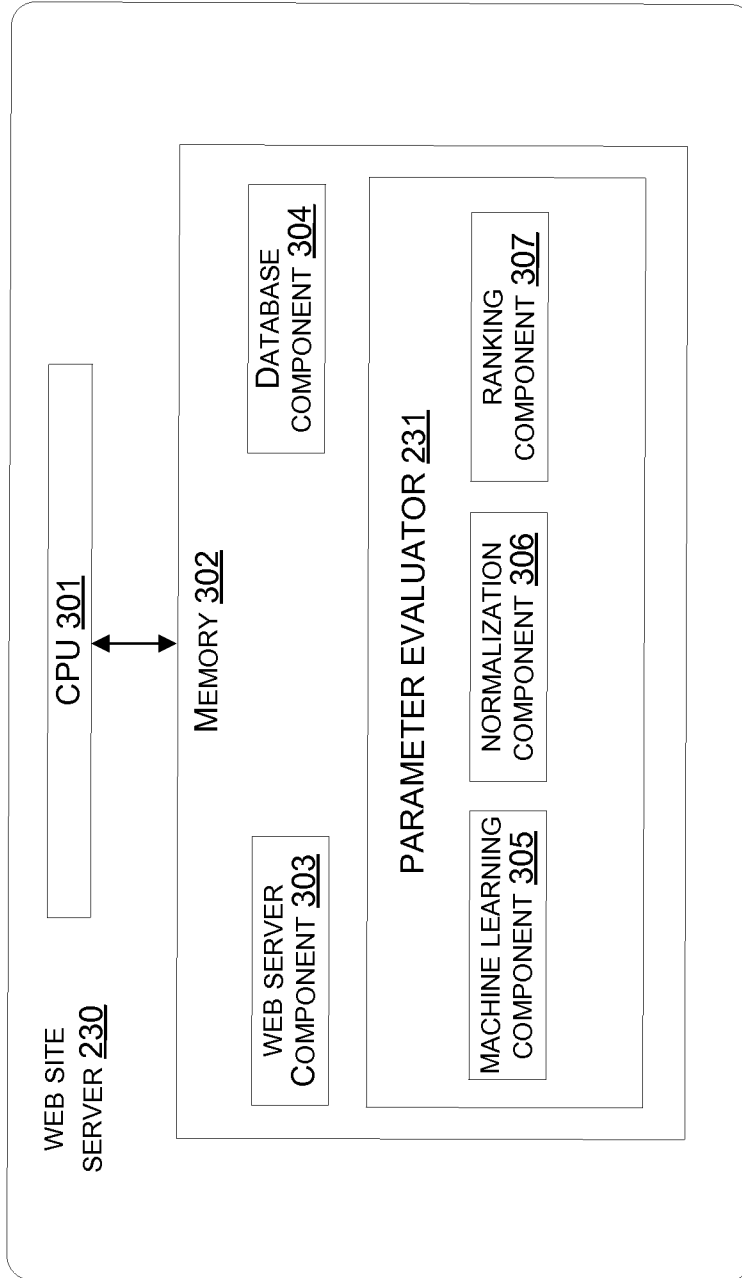 WEB SITE
SERVER 230
CPU 301
MEMORY 302
WEB SERVER
COMPONENT 303
DATABASE
COMPONENT 304
PARAMETER EVALUATOR 231
MACHINE LEARNING
COMPONENT 305
NORMALIZATION
COMPONENT 306
RANKING
COMPONENT 307